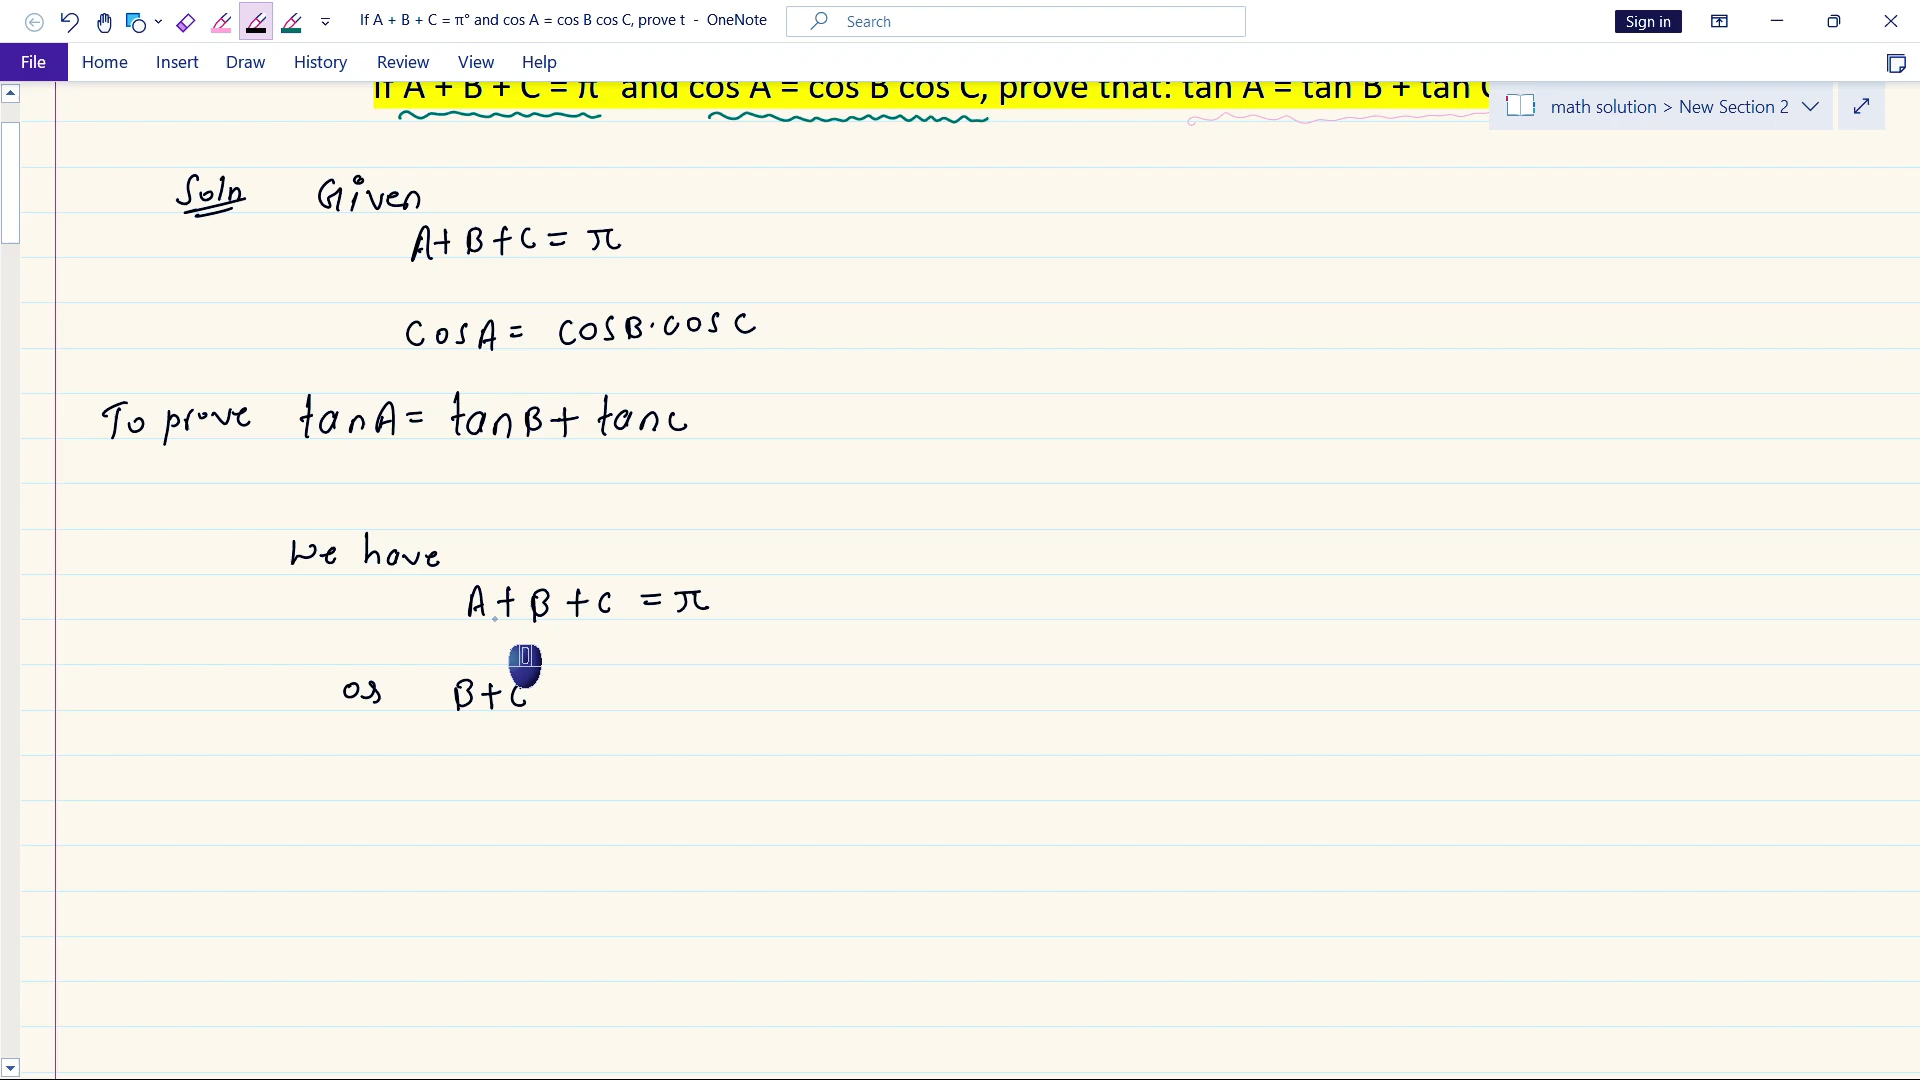 If A + B + C = π° and cos A = cos B cos C, prove t - OneNote
Search
Sign in
File Home Insert Draw History Review View Help
If A + B + C = π and cos A = cos B cos C, prove that: tan A = tan B + tan C
math solution > New Section 2
Soln Given
A+B+C = π
cosA = cosB·cosC
To prove tanA = tanB + tanC
We have
A+B+C = π
or B+C